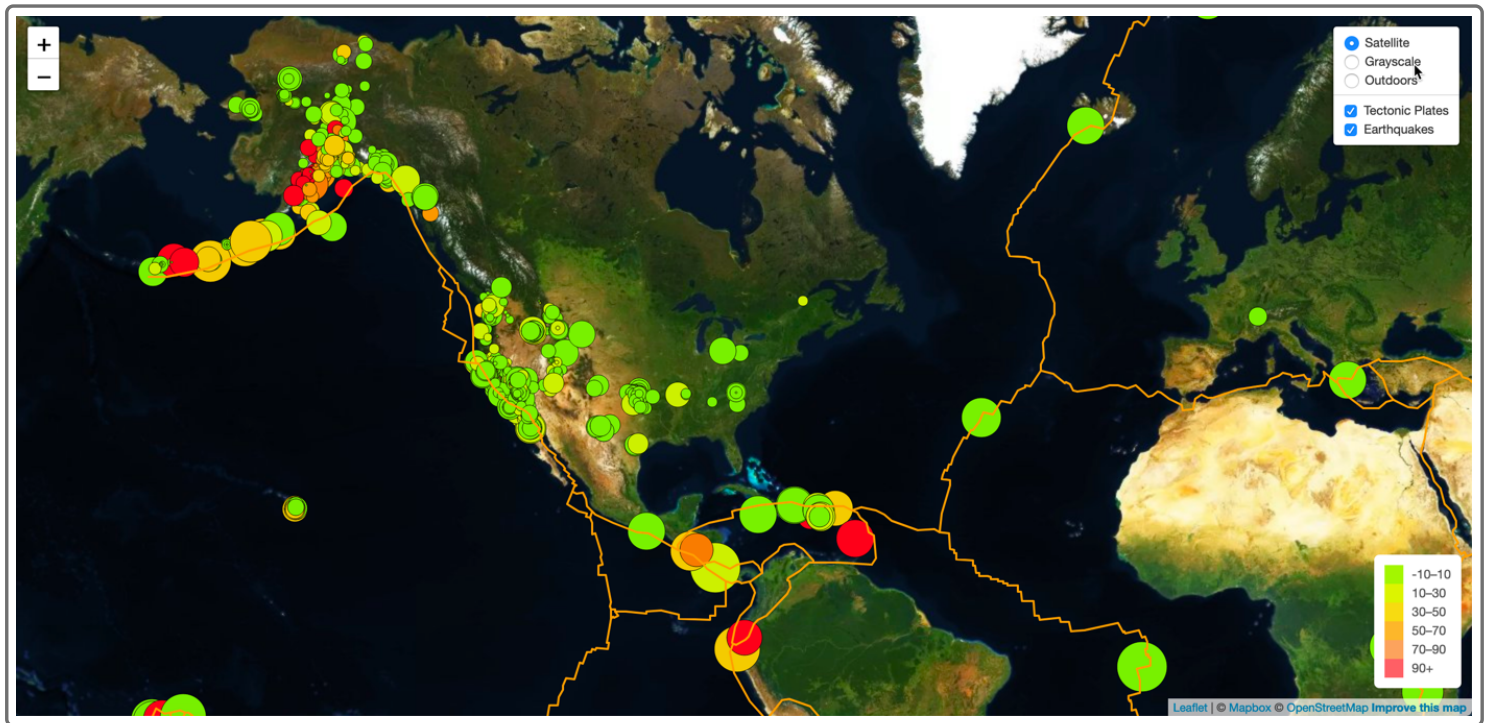 +
−
Satellite
Grayscale
Outdoors
Tectonic Plates
Earthquakes
-10–10
10–30
30–50
50–70
70–90
90+
Leaflet | © Mapbox © OpenStreetMap Improve this map